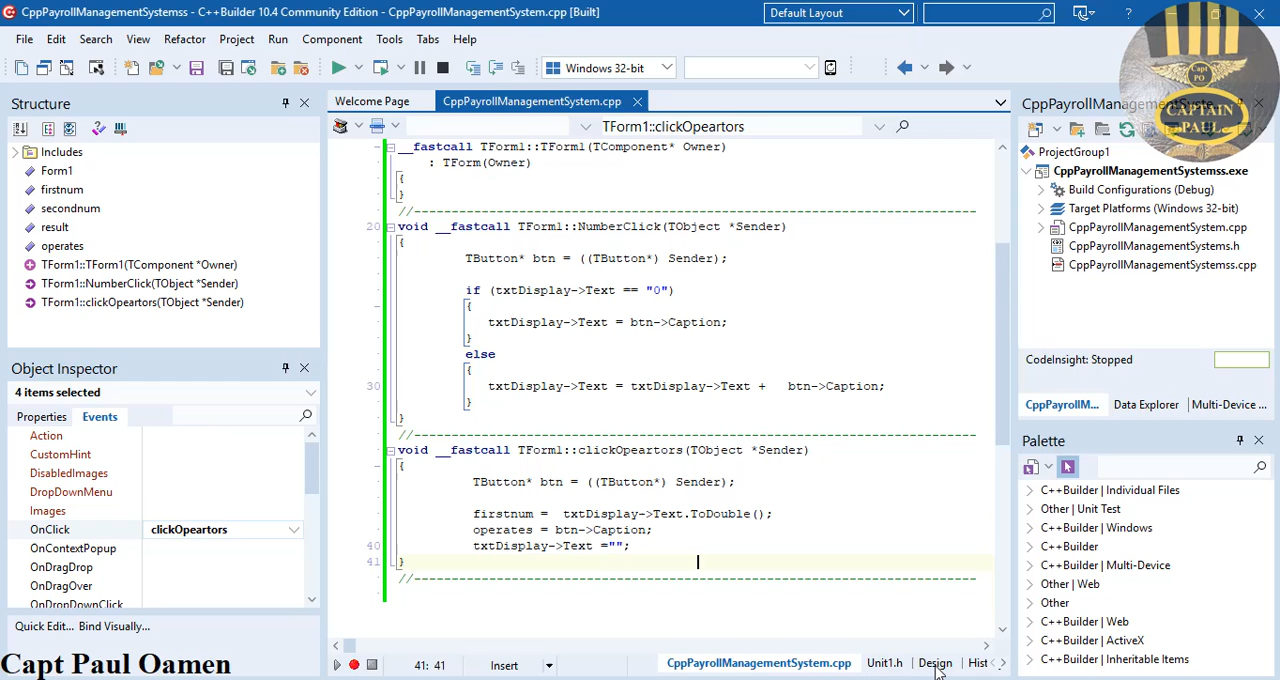 CppPayrollManagementSystemss - C++Builder 10.4 Community Edition - CppPayrollManagementSystem.cpp [Built]
Default Layout
File Edit Search View Refactor Project Run Component Tools Tabs Help
Windows 32-bit
Structure
Includes
Form1
firstnum
secondnum
result
operates
TForm1::TForm1(TComponent *Owner)
TForm1::NumberClick(TObject *Sender)
TForm1::clickOpeartors(TObject *Sender)
Object Inspector
4 items selected
Properties Events
Action
CustomHint
DisabledImages
DropDownMenu
Images
OnClick clickOpeartors
OnContextPopup
OnDragDrop
OnDragOver
OnDropDownClick
Quick Edit... Bind Visually...
Capt Paul Oamen
Welcome Page CppPayrollManagementSystem.cpp
TForm1::clickOpeartors
__fastcall TForm1::TForm1(TComponent* Owner)
: TForm(Owner)
{
}
//---------------------------------------------------------------------------
20 void __fastcall TForm1::NumberClick(TObject *Sender)
{
TButton* btn = ((TButton*) Sender);
if (txtDisplay->Text == "0")
{
txtDisplay->Text = btn->Caption;
}
else
{
30 txtDisplay->Text = txtDisplay->Text + btn->Caption;
}
}
//---------------------------------------------------------------------------
void __fastcall TForm1::clickOpeartors(TObject *Sender)
{
TButton* btn = ((TButton*) Sender);
firstnum = txtDisplay->Text.ToDouble();
operates = btn->Caption;
40 txtDisplay->Text ="";
41 }
//---------------------------------------------------------------------------
41: 41 Insert CppPayrollManagementSystem.cpp Unit1.h Design Hist
Capt
PO
CAPTAIN
PAUL
ProjectGroup1
CppPayrollManagementSystemss.exe
Build Configurations (Debug)
Target Platforms (Windows 32-bit)
CppPayrollManagementSystem.cpp
CppPayrollManagementSystems.h
CppPayrollManagementSystemss.cpp
CodeInsight: Stopped
CppPayrollM... Data Explorer Multi-Device ...
Palette
C++Builder | Individual Files
Other | Unit Test
C++Builder | Windows
C++Builder | Multi-Device
Other | Web
Other
C++Builder | Web
C++Builder | ActiveX
C++Builder | Inheritable Items